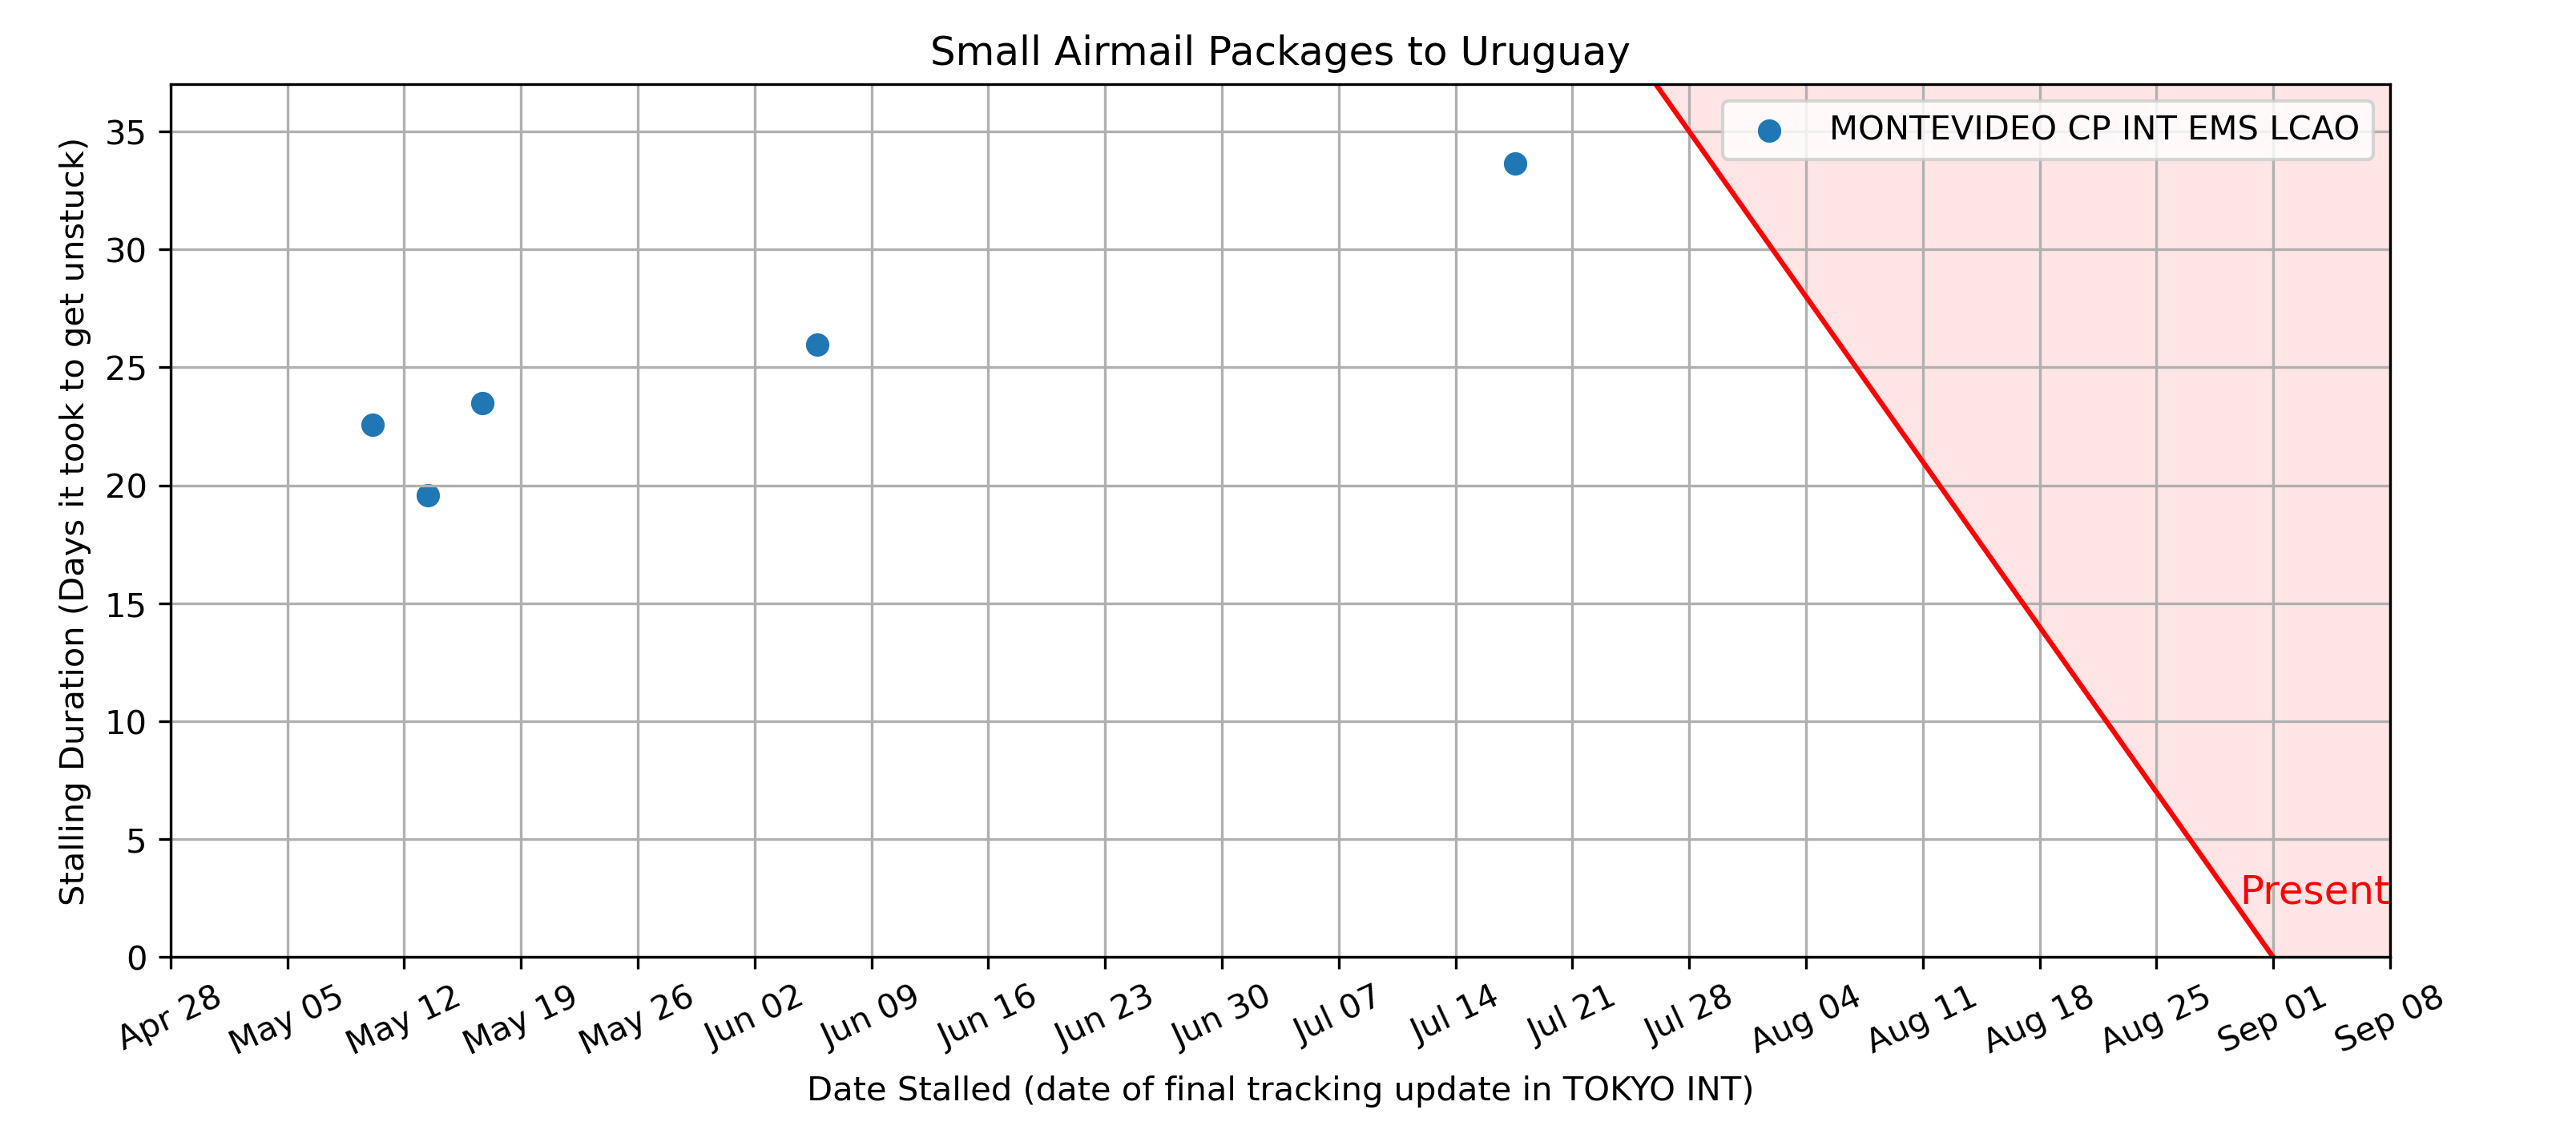 Small Airmail Packages to Uruguay
MONTEVIDEO CP INT EMS LCAO
Stalling Duration (Days it took to get unstuck)
35
30
25
20
15
10
5
0
Present
Apr 28
May 05
May 12
May 19
May 26
Jun 02
Jun 09
Jun 16
Jun 23
Jun 30
Jul 07
Jul 14
Jul 21
Jul 28
Aug 04
Aug 11
Aug 18
Aug 25
Sep 01
Sep 08
Date Stalled (date of final tracking update in TOKYO INT)